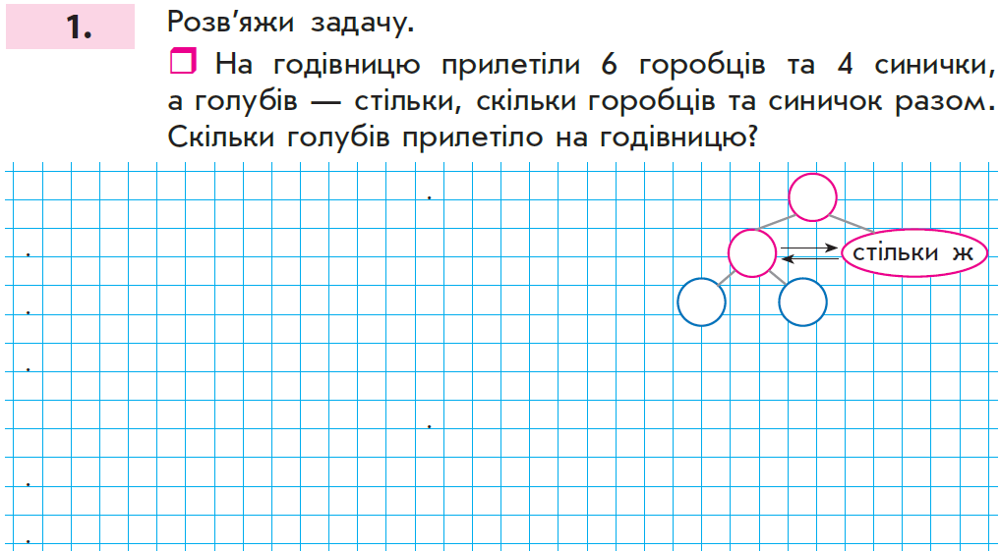 1. Розв’яжи задачу.
❒ На годівницю прилетіли 6 горобців та 4 синички,
а голубів — стільки, скільки горобців та синичок разом.
Скільки голубів прилетіло на годівницю?
стільки ж